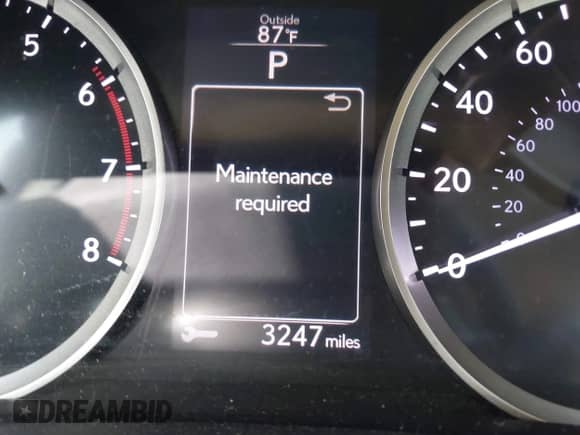 Outside
87°F
P
Maintenance
required
3247 miles
5
6
7
8
60
40
20
0
100
80
60
40
20
0
DREAMBID